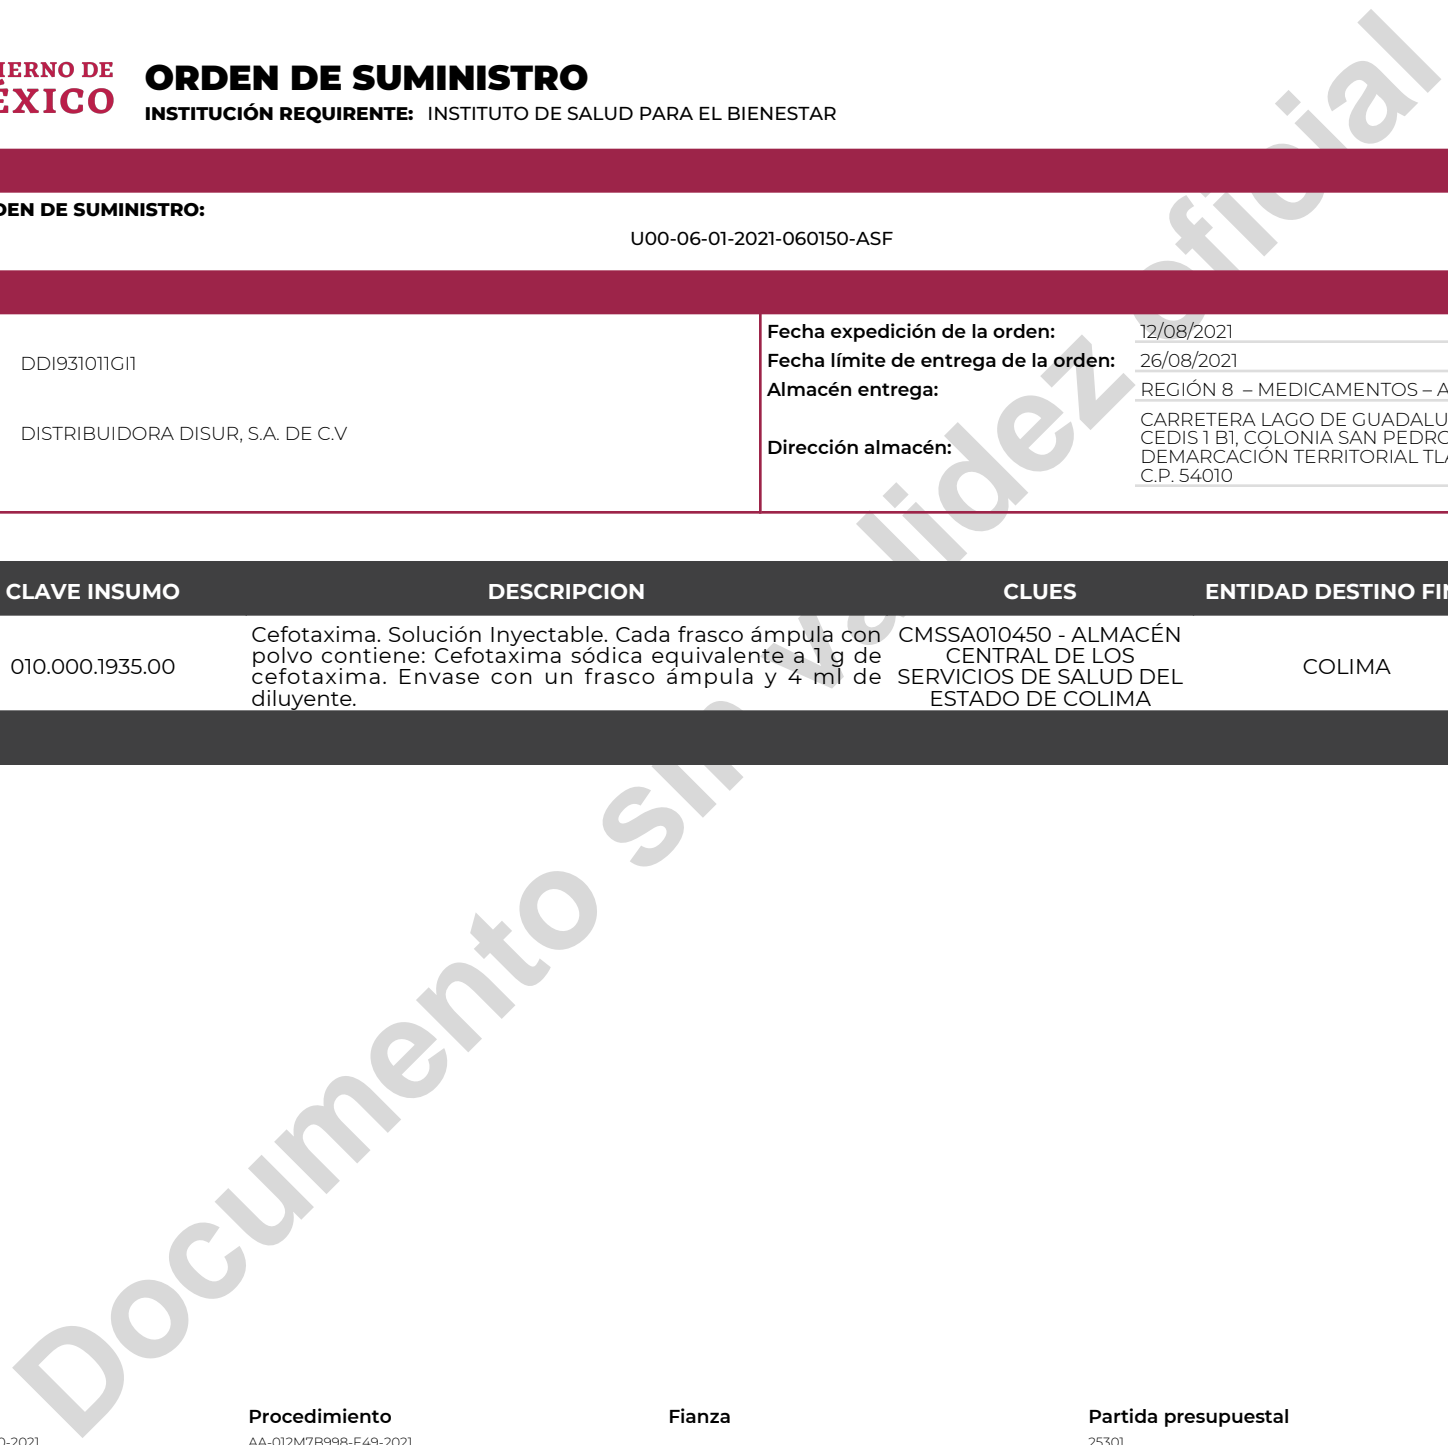 IERNO DE
ÉXICO
ORDEN DE SUMINISTRO
INSTITUCIÓN REQUIRENTE: INSTITUTO DE SALUD PARA EL BIENESTAR
DEN DE SUMINISTRO:
U00-06-01-2021-060150-ASF
DDI931011GI1
DISTRIBUIDORA DISUR, S.A. DE C.V
Fecha expedición de la orden: 12/08/2021
Fecha límite de entrega de la orden: 26/08/2021
Almacén entrega: REGIÓN 8 – MEDICAMENTOS – A
Dirección almacén:
CARRETERA LAGO DE GUADALU
CEDIS 1 B1, COLONIA SAN PEDRO
DEMARCACIÓN TERRITORIAL TLA
C.P. 54010
CLAVE INSUMO DESCRIPCION CLUES ENTIDAD DESTINO FIN
010.000.1935.00
Cefotaxima. Solución Inyectable. Cada frasco ámpula con
polvo contiene: Cefotaxima sódica equivalente a 1 g de
cefotaxima. Envase con un frasco ámpula y 4 ml de
diluyente.
CMSSA010450 - ALMACÉN
CENTRAL DE LOS
SERVICIOS DE SALUD DEL
ESTADO DE COLIMA
COLIMA
Documento sin validez oficial
Procedimiento Fianza Partida presupuestal
0-2021 AA-012M7B998-E49-2021 25301